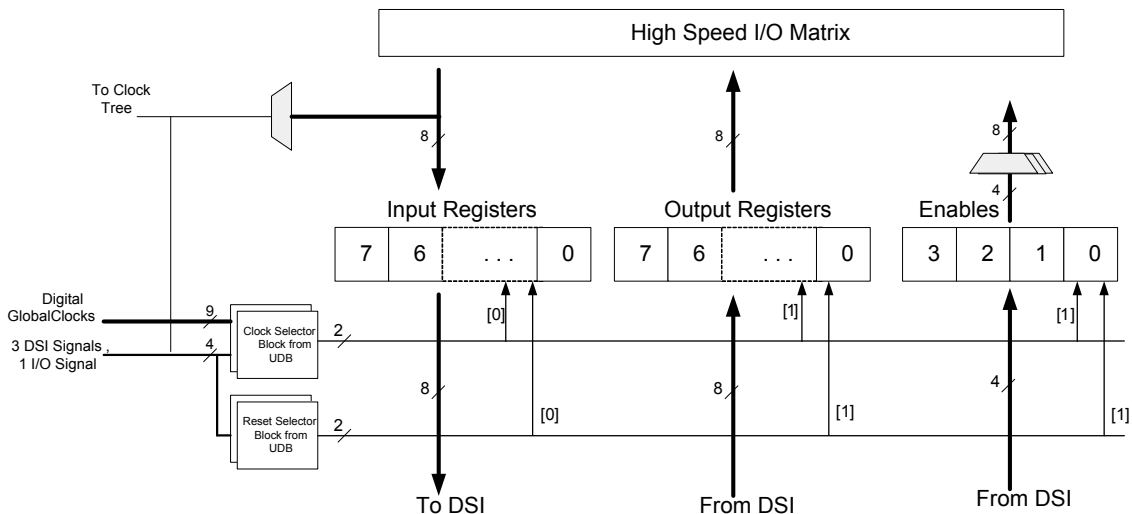 High Speed I/O Matrix
To Clock
Tree
8
8
8
4
Input Registers
Output Registers
Enables
7 6 . . . 0
7 6 . . . 0
3 2 1 0
Digital
GlobalClocks
9
3 DSI Signals ,
1 I/O Signal
4
Clock Selector
Block from
UDB
2
[0]
[1]
[1]
Reset Selector
Block from
UDB
2
8
[0]
8
[1]
4
[1]
To DSI
From DSI
From DSI